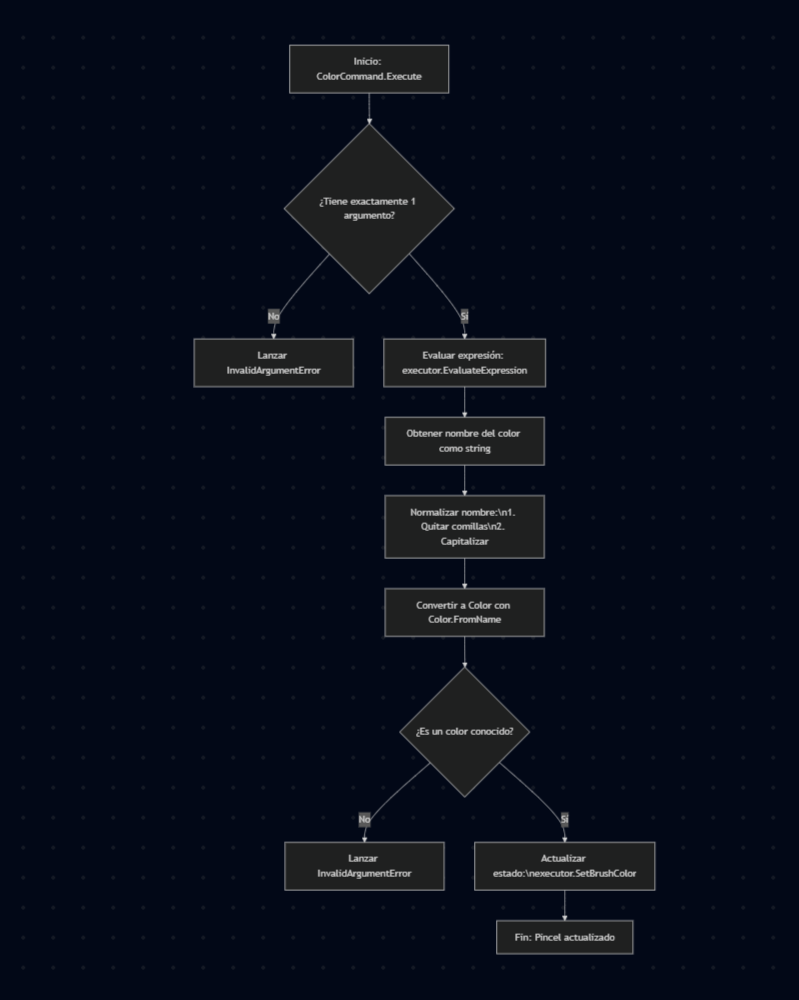 Inicio:
ColorCommand.Execute
¿Tiene exactamente 1
argumento?
No
Sí
Lanzar
InvalidArgumentError
Evaluar expresión:
executor.EvaluateExpression
Obtener nombre del color
como string
Normalizar nombre:\n1.
Quitar comillas\n2.
Capitalizar
Convertir a Color con
Color.FromName
¿Es un color conocido?
No
Sí
Lanzar
InvalidArgumentError
Actualizar
estado:\nexecutor.SetBrushColor
Fin: Pincel actualizado